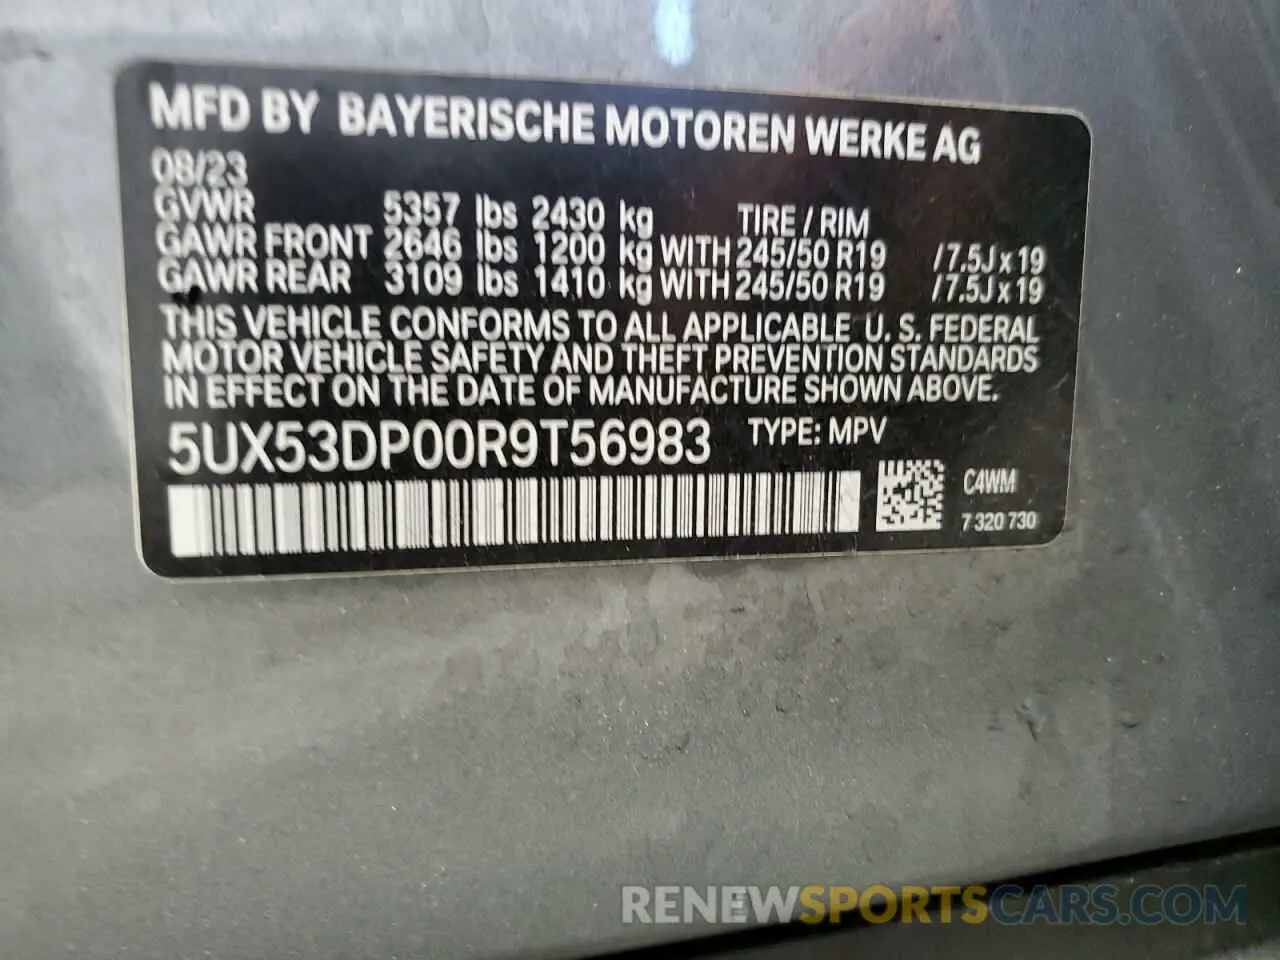 MFD BY BAYERISCHE MOTOREN WERKE AG
08/23
GVWR 5357 lbs 2430 kg TIRE / RIM
GAWR FRONT 2646 lbs 1200 kg WITH 245/50 R19 / 7.5J x 19
GAWR REAR 3109 lbs 1410 kg WITH 245/50 R19 / 7.5J x 19
THIS VEHICLE CONFORMS TO ALL APPLICABLE U. S. FEDERAL
MOTOR VEHICLE SAFETY AND THEFT PREVENTION STANDARDS
IN EFFECT ON THE DATE OF MANUFACTURE SHOWN ABOVE.
5UX53DP00R9T56983 TYPE: MPV
C4WM
7 320 730
RENEWSPORTSCARS.COM